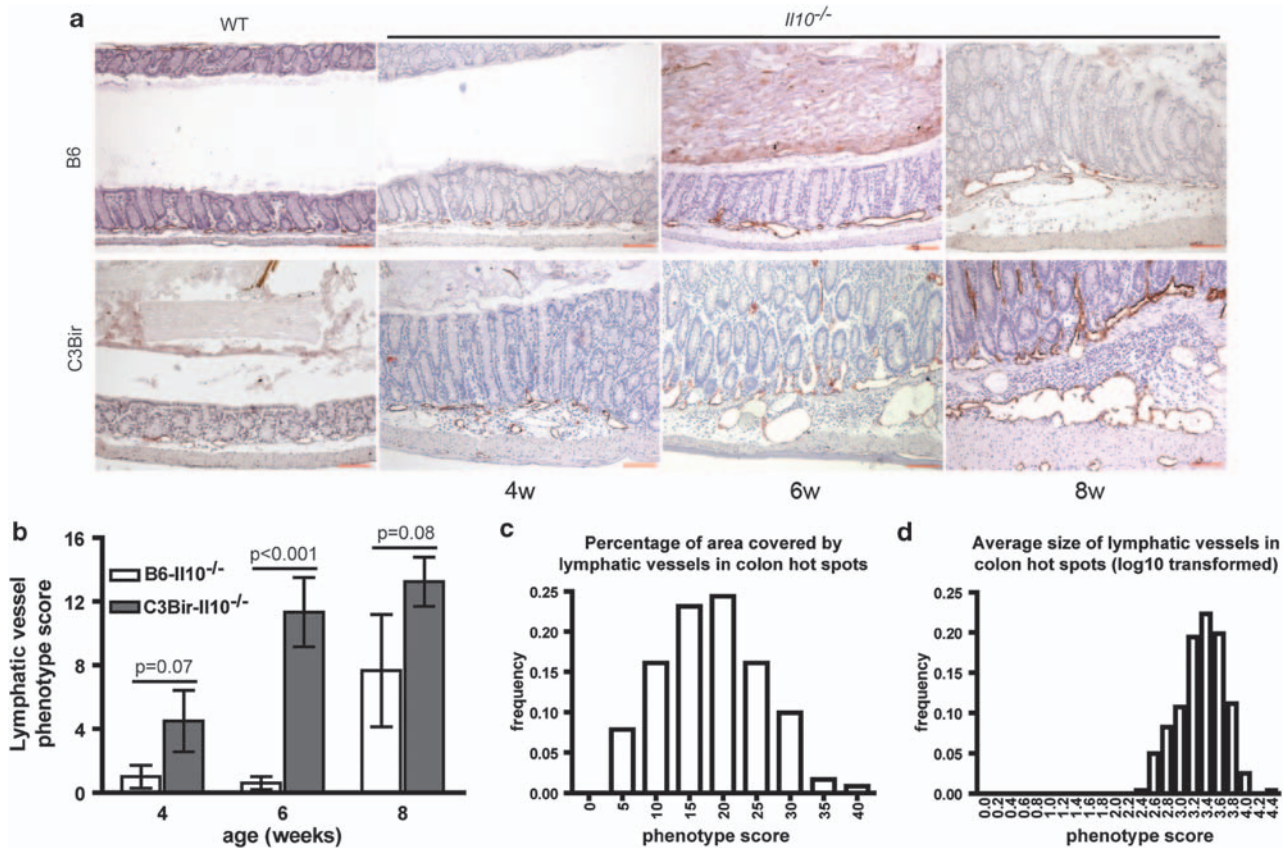 a
WT
Il10-/-
B6
C3Bir
4w
6w
8w
b
Lymphatic vessel
phenotype score
16
12
8
4
0
p=0.07
p<0.001
p=0.08
B6-Il10-/-
C3Bir-Il10-/-
4
6
8
age (weeks)
c
Percentage of area covered by
lymphatic vessels in colon hot spots
frequency
0.25
0.20
0.15
0.10
0.05
0.00
0
5
10
15
20
25
30
35
40
phenotype score
d
Average size of lymphatic vessels in
colon hot spots (log10 transformed)
frequency
0.25
0.20
0.15
0.10
0.05
0.00
0.0
0.2
0.4
0.6
0.8
1.0
1.2
1.4
1.6
1.8
2.0
2.2
2.4
2.6
2.8
3.0
3.2
3.4
3.6
3.8
4.0
4.2
4.4
phenotype score